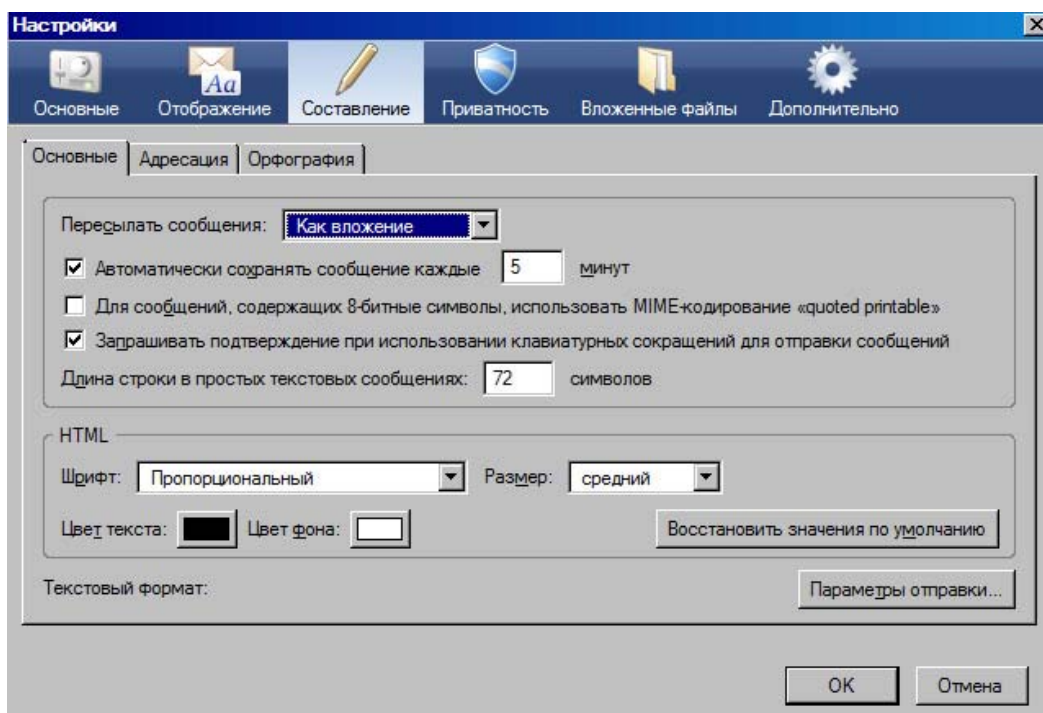 Настройки
Aa
Основные Отображение Составление Приватность Вложенные файлы Дополнительно
Основные Адресация Орфография
Пересылать сообщения: Как вложение
Автоматически сохранять сообщение каждые 5 минут
Для сообщений, содержащих 8-битные символы, использовать MIME-кодирование «quoted printable»
Запрашивать подтверждение при использовании клавиатурных сокращений для отправки сообщений
Длина строки в простых текстовых сообщениях: 72 символов
HTML
Шрифт: Пропорциональный Размер: средний
Цвет текста: Цвет фона: Восстановить значения по умолчанию
Текстовый формат: Параметры отправки...
OK Отмена